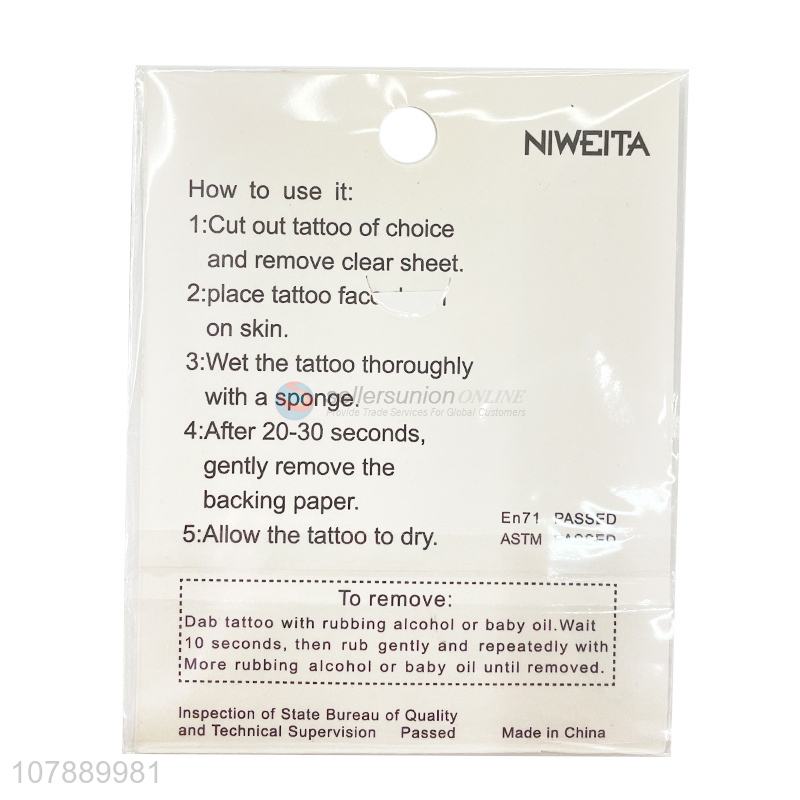 NIWEITA
How to use it:
1:Cut out tattoo of choice
and remove clear sheet.
2:place tattoo
on skin.
3:Wet the tattoo thoroughly
with a sponge.
sellersunion ONLINE
Provide Trade Services For Global Customers
4:After 20-30 seconds,
gently remove the
backing paper.
5:Allow the tattoo to dry.
En71 PASSED
ASTM PASSED
To remove:
Dab tattoo with rubbing alcohol or baby oil.Wait
10 seconds, then rub gently and repeatedly with
More rubbing alcohol or baby oil until removed.
Inspection of State Bureau of Quality
and Technical Supervision Passed
Made in China
107889981